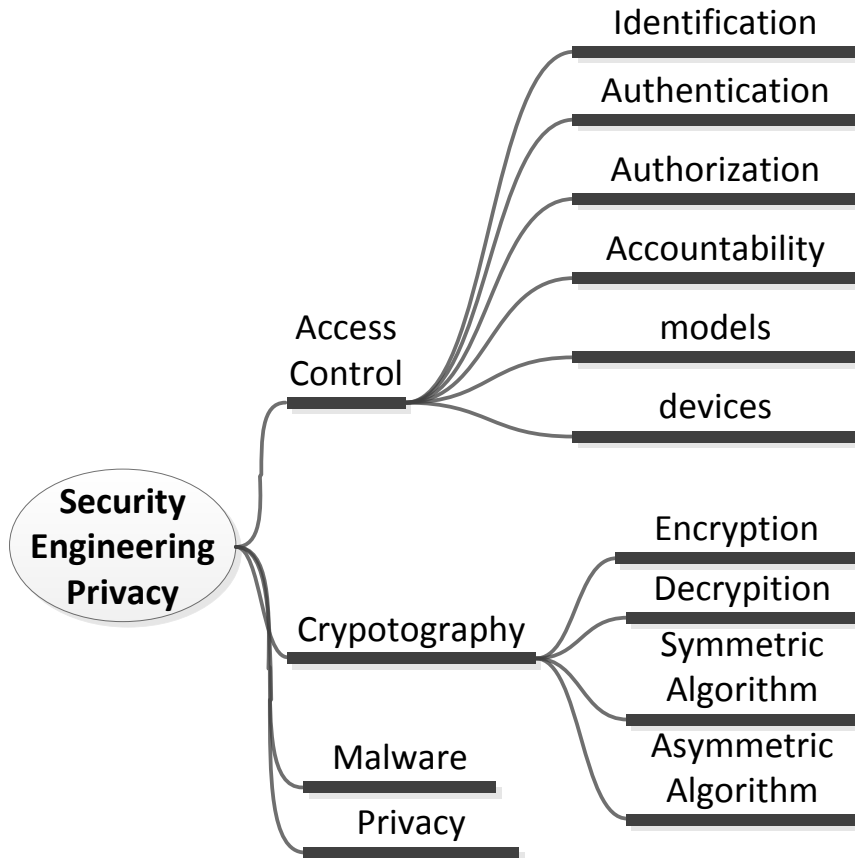 Identification
Authentication
Authorization
Accountability
models
devices
Access
Control
Security
Engineering
Privacy
Encryption
Decrypition
Symmetric
Algorithm
Asymmetric
Algorithm
Crypotography
Malware
Privacy